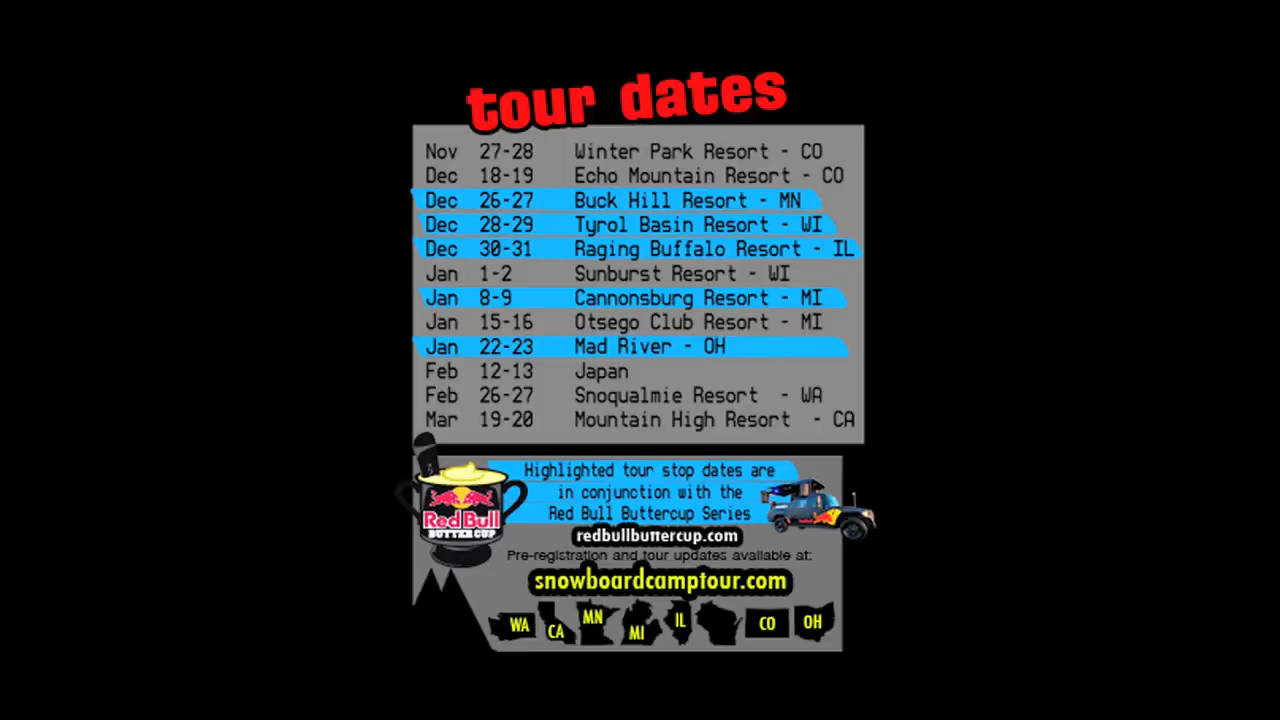 tour dates
Nov 27-28 Winter Park Resort - CO
Dec 18-19 Echo Mountain Resort - CO
Dec 26-27 Buck Hill Resort - MN
Dec 28-29 Tyrol Basin Resort - WI
Dec 30-31 Raging Buffalo Resort - IL
Jan 1-2 Sunburst Resort - WI
Jan 8-9 Cannonsburg Resort - MI
Jan 15-16 Otsego Club Resort - MI
Jan 22-23 Mad River - OH
Feb 12-13 Japan
Feb 26-27 Snoqualmie Resort - WA
Mar 19-20 Mountain High Resort - CA
Highlighted tour stop dates are
in conjunction with the
Red Bull Buttercup Series
Red Bull
BUTTERCUP
redbullbuttercup.com
Pre-registration and tour updates available at:
snowboardcamptour.com
WA CA MN MI IL CO OH